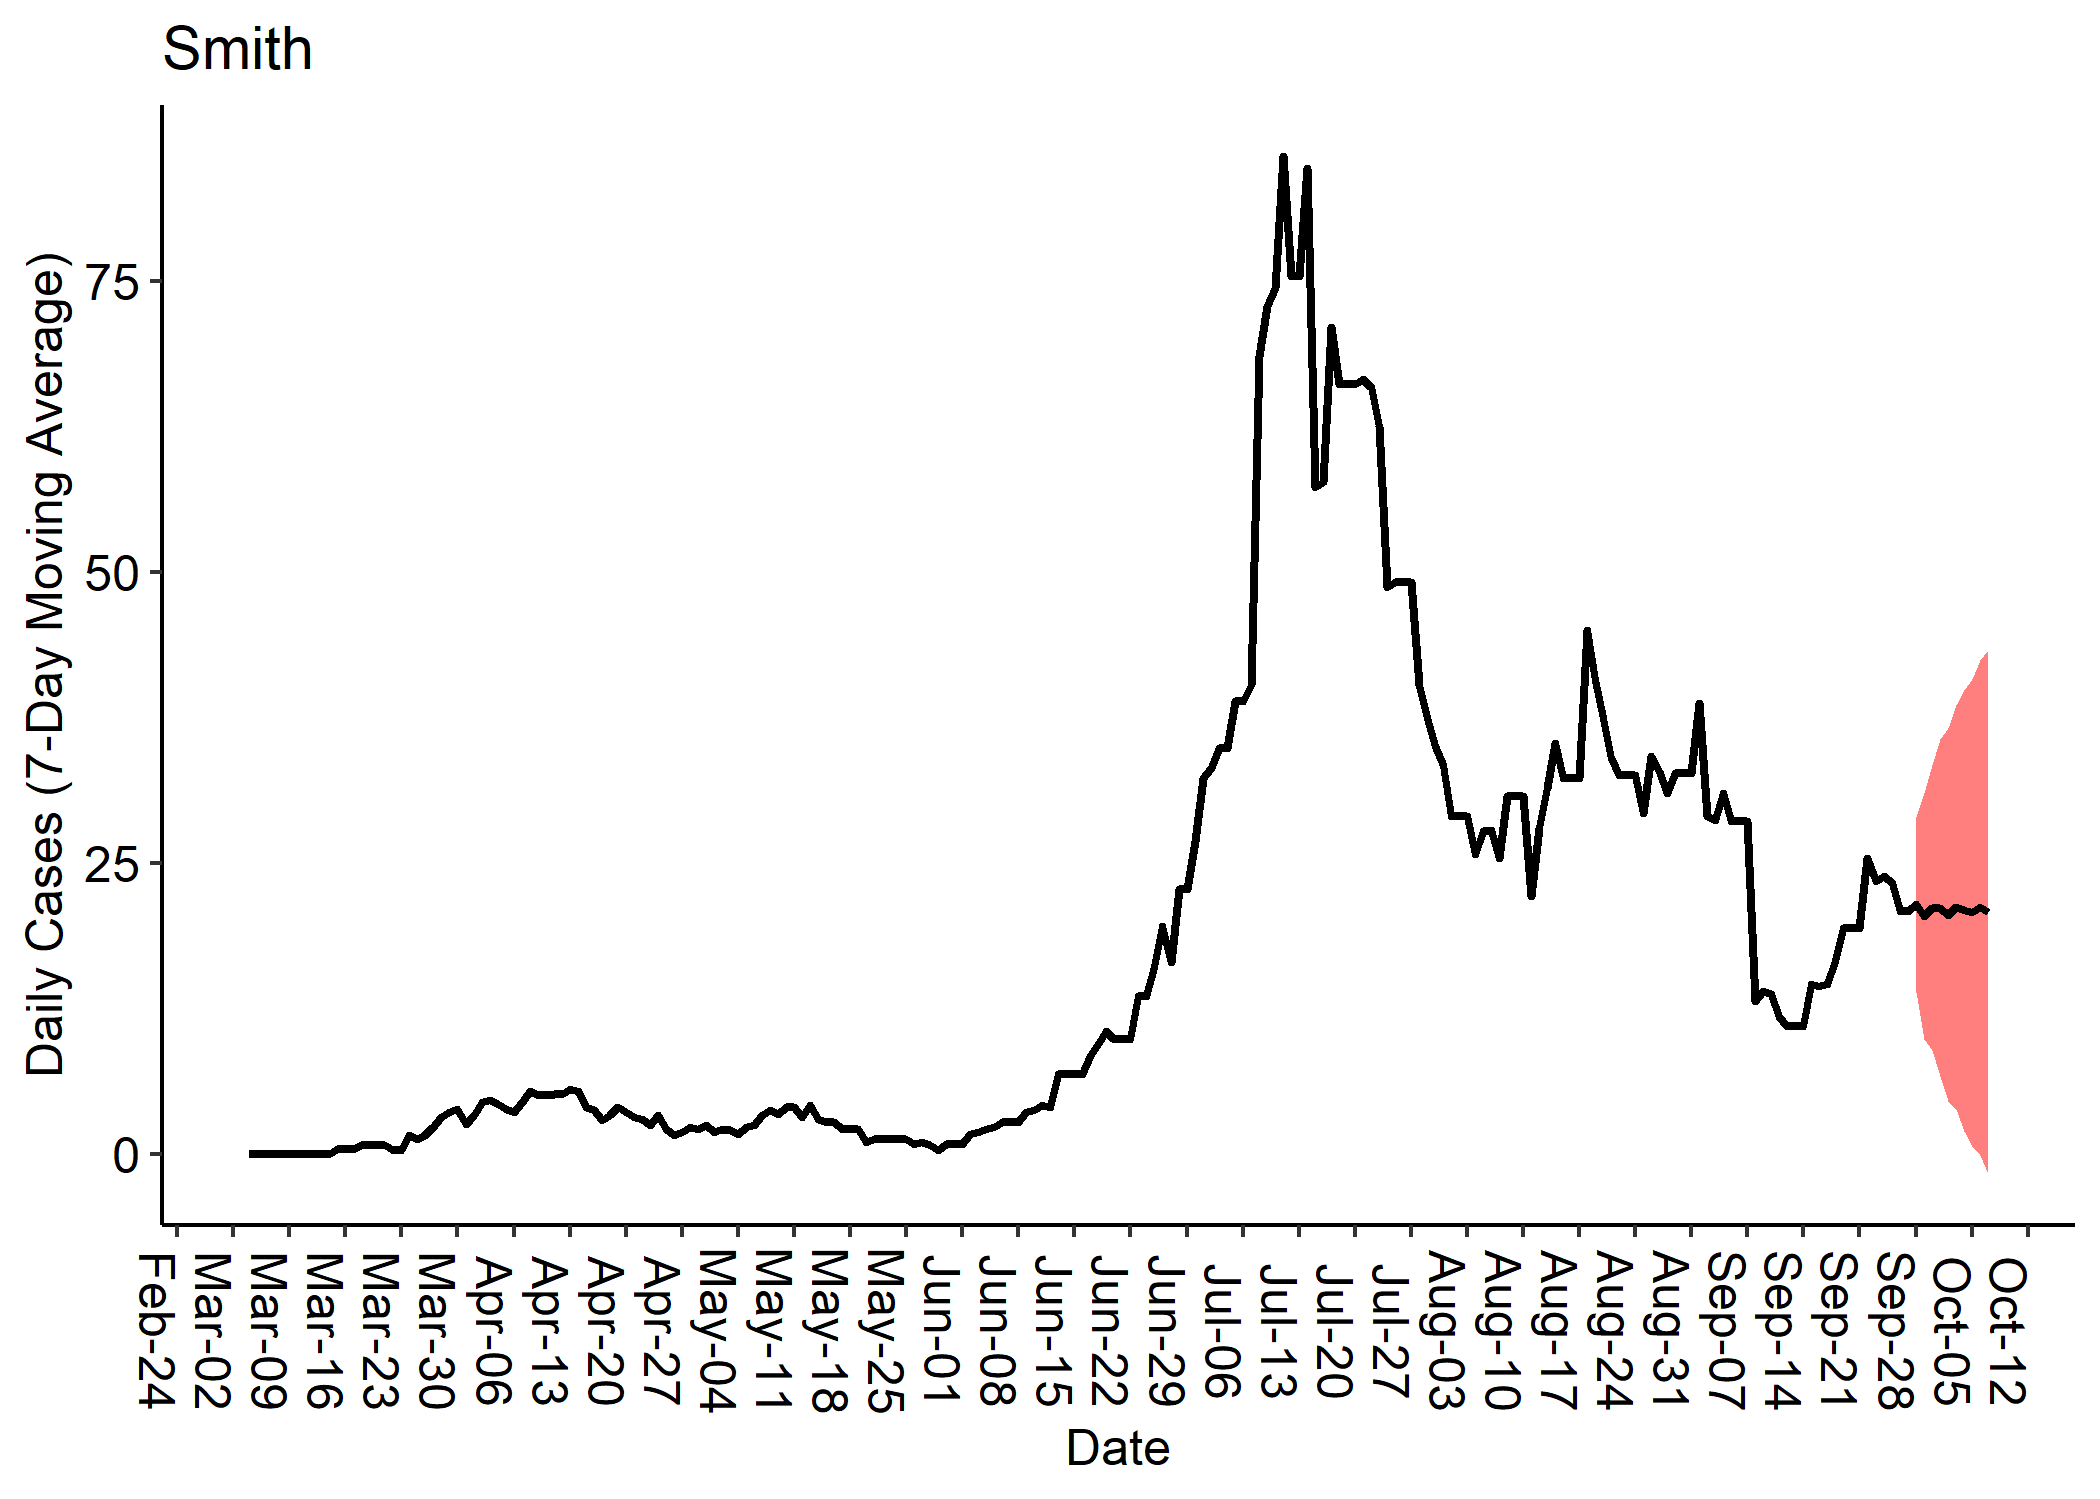 Smith
Daily Cases (7-Day Moving Average)
75
50
25
0
Feb-24
Mar-02
Mar-09
Mar-16
Mar-23
Mar-30
Apr-06
Apr-13
Apr-20
Apr-27
May-04
May-11
May-18
May-25
Jun-01
Jun-08
Jun-15
Jun-22
Jun-29
Jul-06
Jul-13
Jul-20
Jul-27
Aug-03
Aug-10
Aug-17
Aug-24
Aug-31
Sep-07
Sep-14
Sep-21
Sep-28
Oct-05
Oct-12
Date